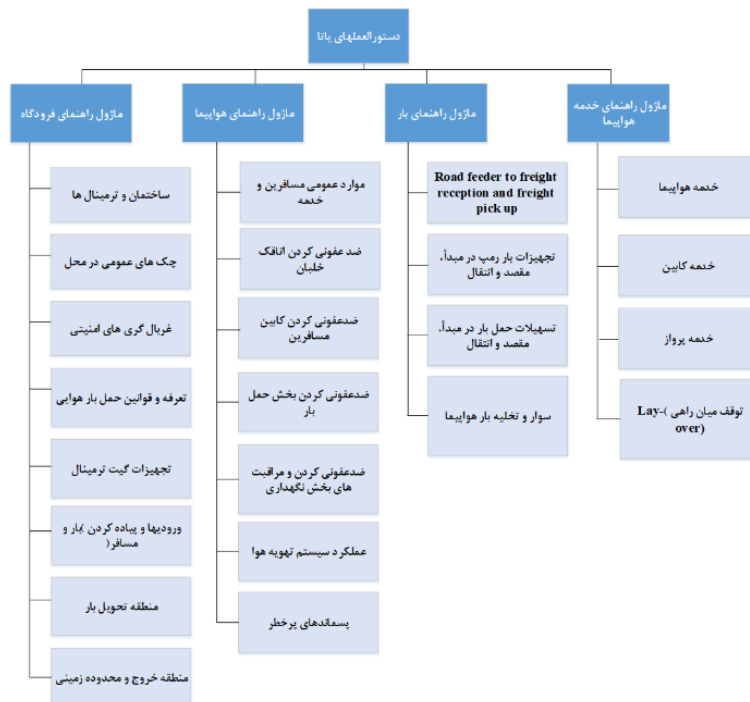 دستورالعملهای یاتا
ماژول راهنمای خدمه
هواپیما
خدمه هواپیما
خدمه کابین
خدمه پرواز
توقف میان راهی )Lay-
over)
ماژول راهنمای بار
Road feeder to freight
reception and freight
pick up
تجهیزات بار رمپ در مبدأ،
مقصد و انتقال
تسهیلات حمل بار در مبدأ،
مقصد و انتقال
سوار و تخلیه بار هواپیما
ماژول راهنمای هواپیما
موارد عمومی مسافرین و
خدمه
ضد عفونی کردن اتاقک
خلبان
ضدعفونی کردن کابین
مسافرین
ضدعفونی کردن بخش حمل
بار
ضدعفونی کردن و مراقبت
های بخش نگهداری
عملکرد سیستم تهویه هوا
پسماندهای پرخطر
ماژول راهنمای فرودگاه
ساختمان و ترمینال ها
چک های عمومی در محل
غربال گری های امنیتی
تعرفه و قوانین حمل بار هوایی
تجهیزات گیت ترمینال
ورودیها و پیاده کردن )بار و
مسافر(
منطقه تحویل بار
منطقه خروج و محدوده زمینی